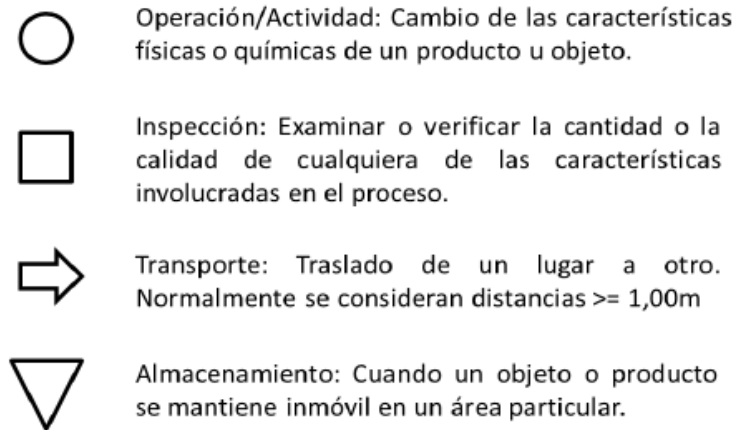 Operación/Actividad: Cambio de las características
físicas o químicas de un producto u objeto.
Inspección: Examinar o verificar la cantidad o la
calidad de cualquiera de las características
involucradas en el proceso.
Transporte: Traslado de un lugar a otro.
Normalmente se consideran distancias >= 1,00m
Almacenamiento: Cuando un objeto o producto
se mantiene inmóvil en un área particular.